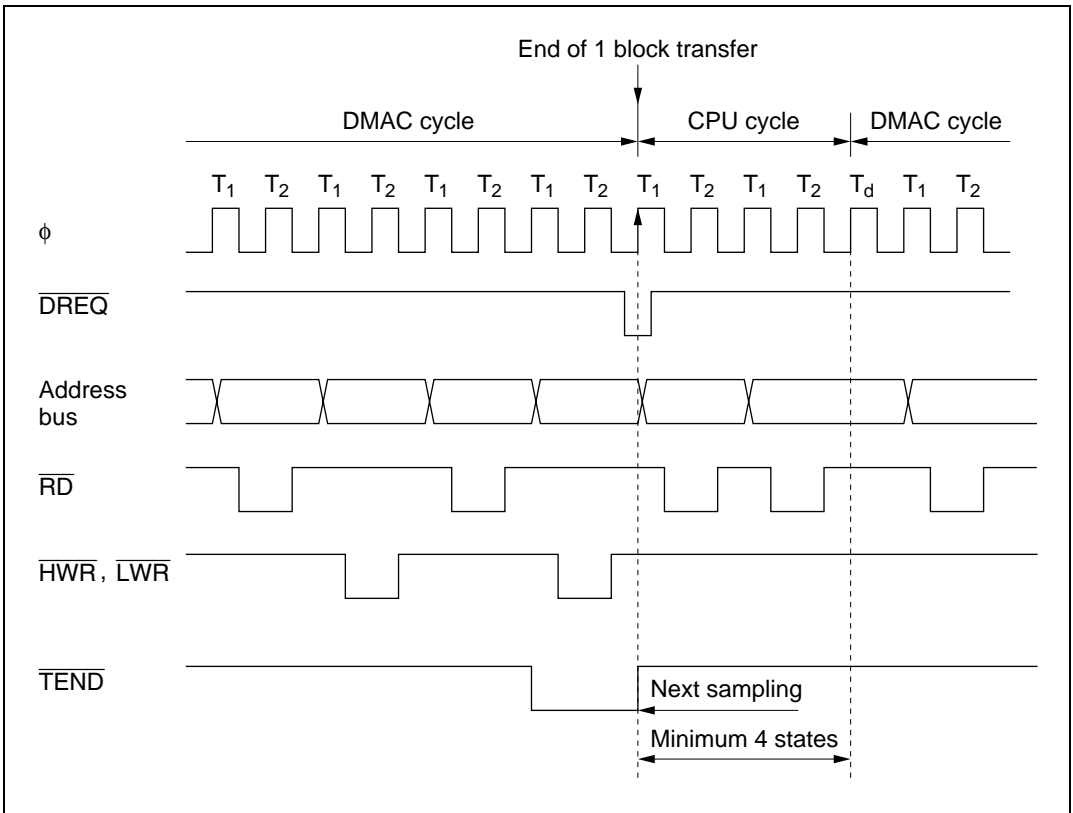 End of 1 block transfer
DMAC cycle CPU cycle DMAC cycle
T1 T2 T1 T2 T1 T2 T1 T2 T1 T2 T1 T2 Td T1 T2
ϕ
DREQ
Address
bus
RD
HWR, LWR
TEND
Next sampling
Minimum 4 states